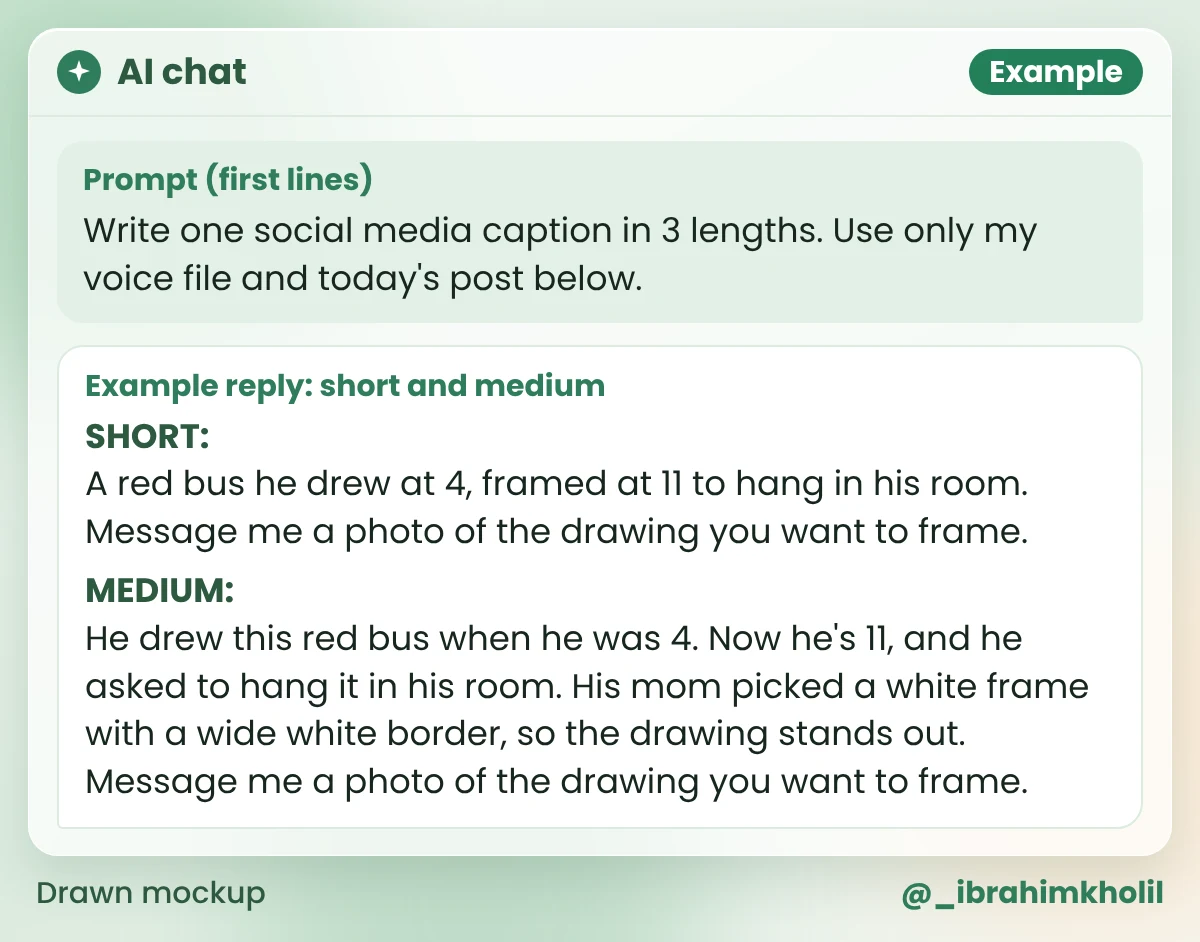 AI chat
Example
Prompt (first lines)
Write one social media caption in 3 lengths. Use only my
voice file and today's post below.
Example reply: short and medium
SHORT:
A red bus he drew at 4, framed at 11 to hang in his room.
Message me a photo of the drawing you want to frame.
MEDIUM:
He drew this red bus when he was 4. Now he's 11, and he
asked to hang it in his room. His mom picked a white frame
with a wide white border, so the drawing stands out.
Message me a photo of the drawing you want to frame.
Drawn mockup
@_ibrahimkholil